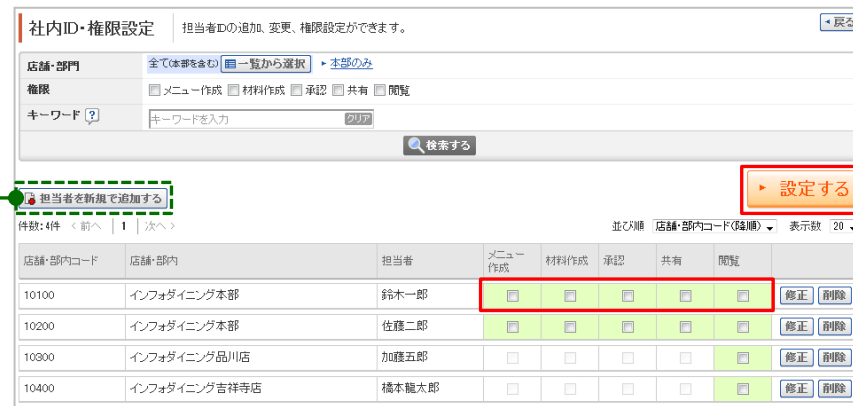 社内ID・権限設定 担当者IDの追加、変更、権限設定ができます。 戻る
店舗・部門 全て(本部を含む) 一覧から選択 本部のみ
権限 メニュー作成 材料作成 承認 共有 閲覧
キーワード ? キーワードを入力 クリア
検索する
担当者を新規で追加する 設定する
件数:4件 <前へ | 1 | 次へ> 並び順 店舗・部内コード(降順) 表示数 20
店舗・部内コード 店舗・部内 担当者 メニュー作成 材料作成 承認 共有 閲覧
10100 インフォダイニング本部 鈴木一郎 修正 削除
10200 インフォダイニング本部 佐藤二郎 修正 削除
10300 インフォダイニング品川店 加藤五郎 修正 削除
10400 インフォダイニング吉祥寺店 橋本龍太郎 修正 削除